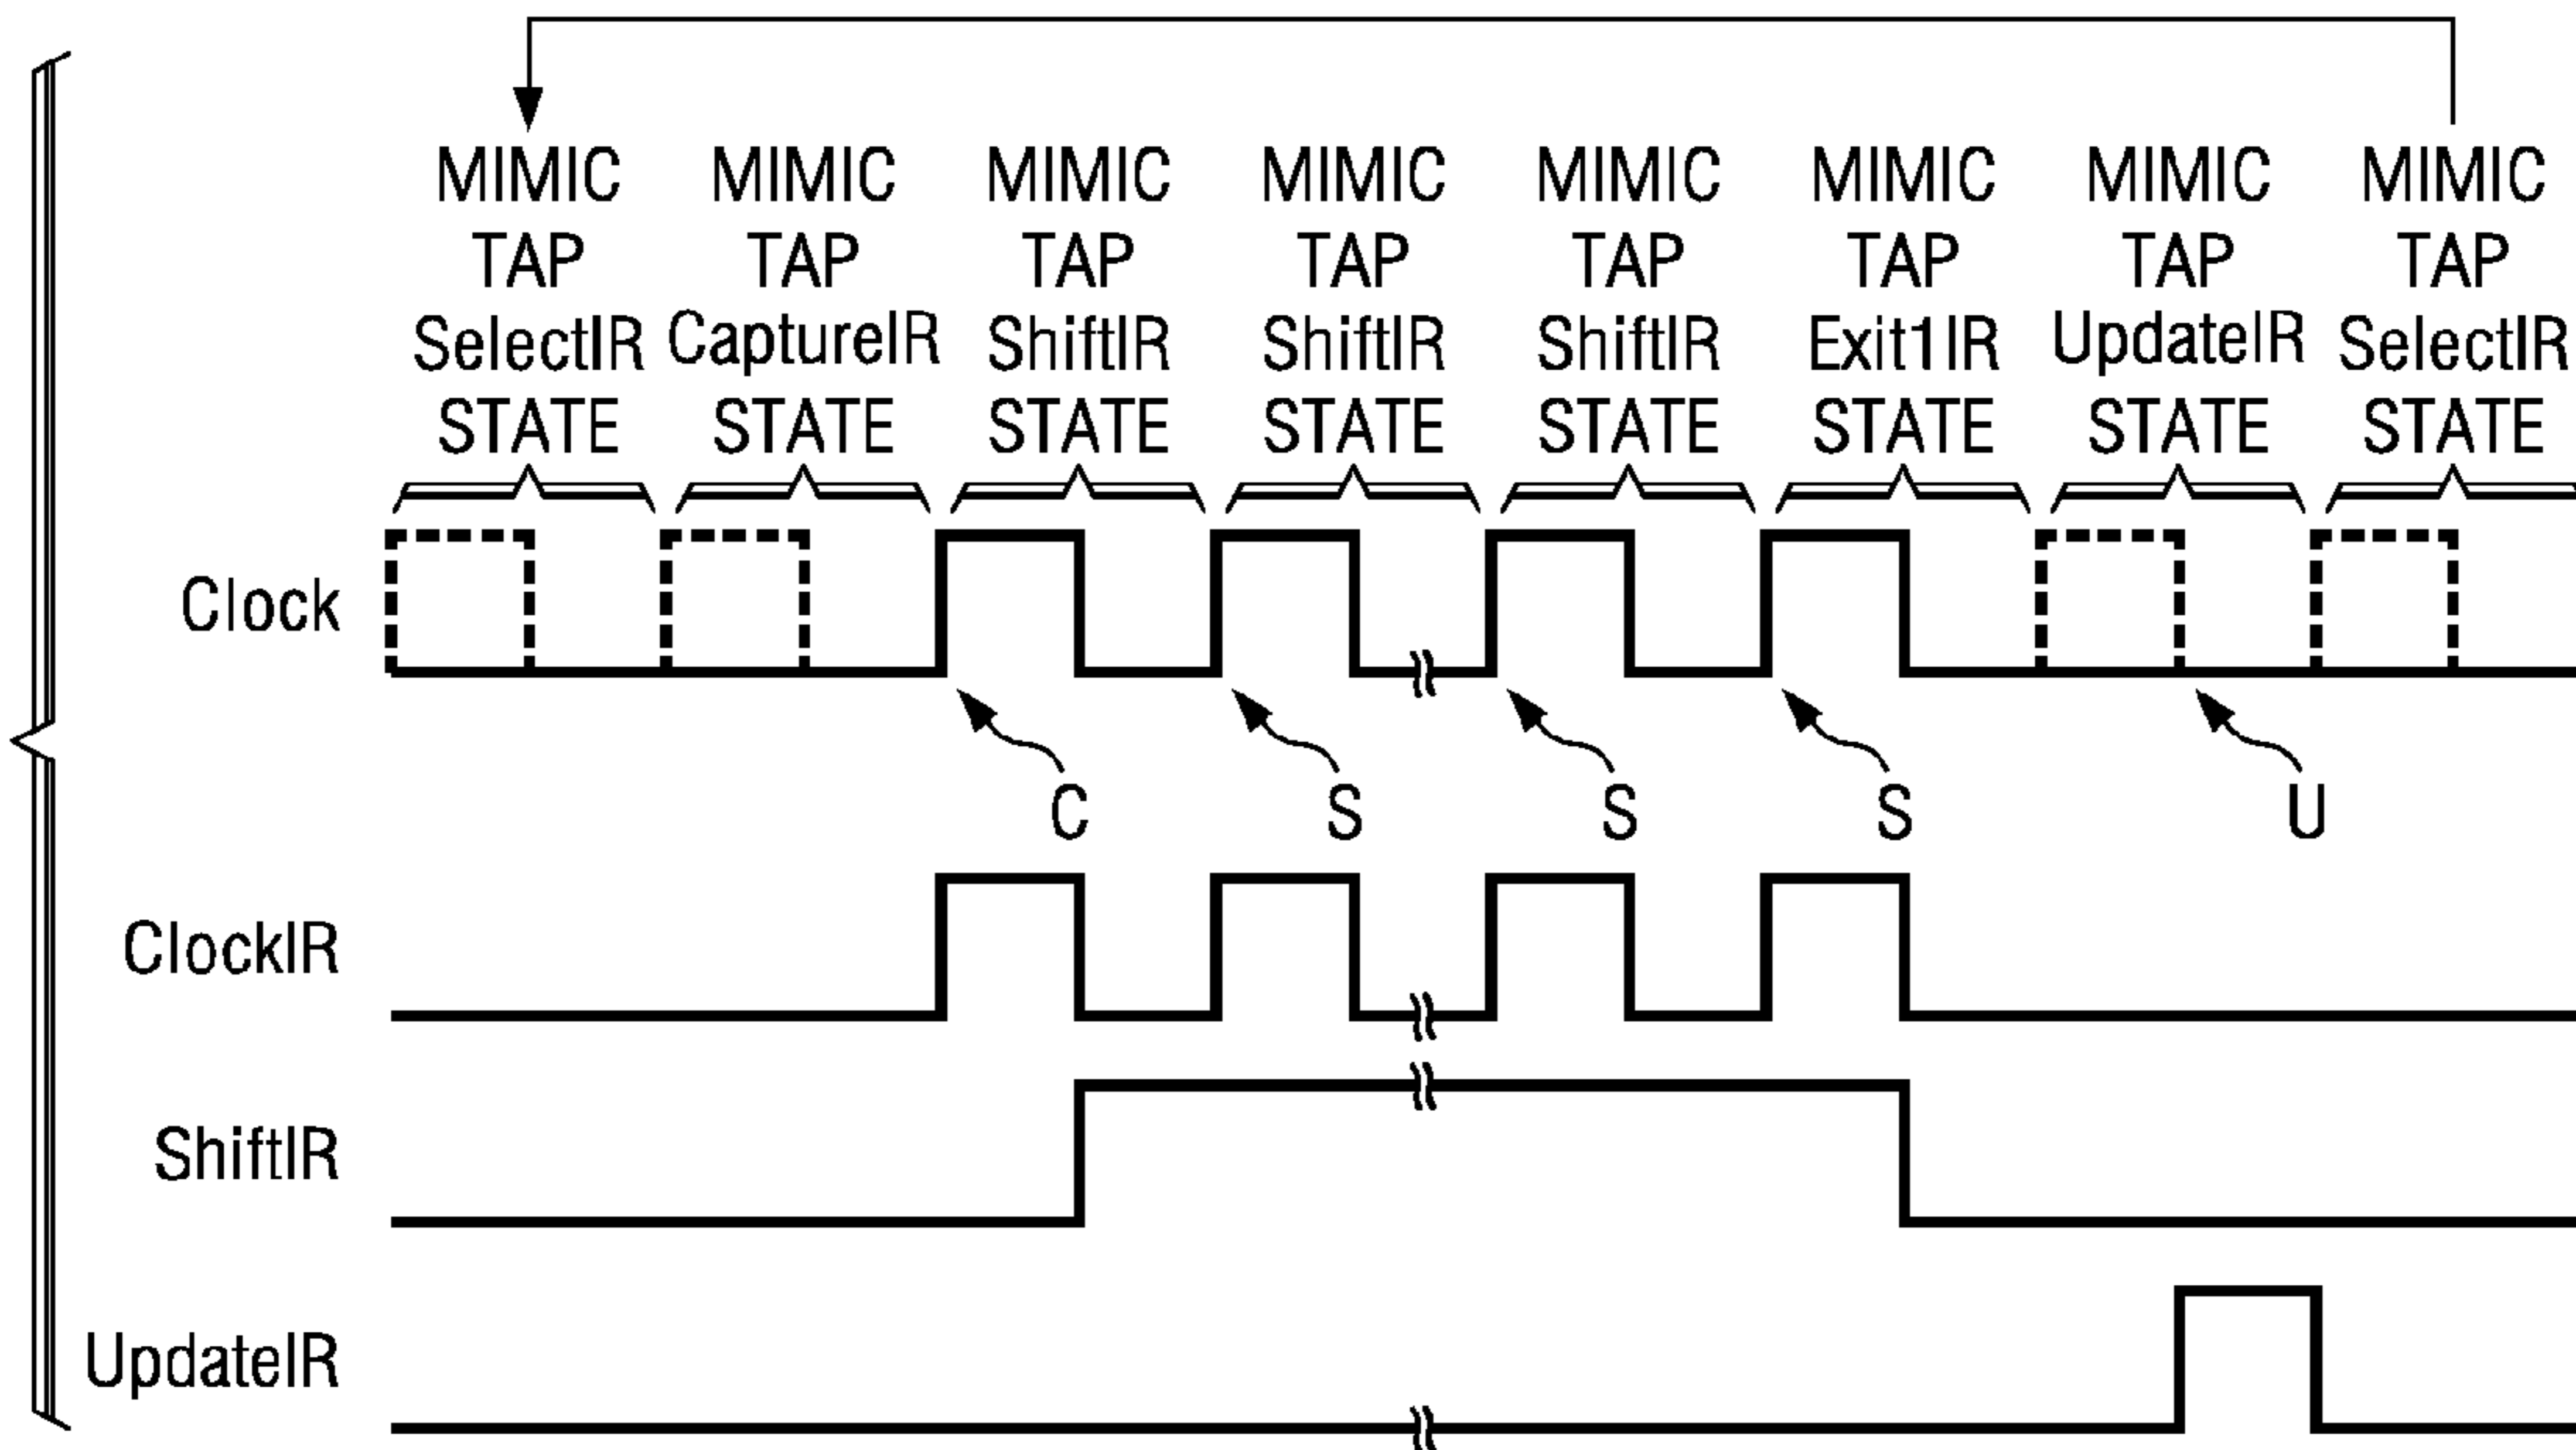 MIMIC MIMIC MIMIC MIMIC MIMIC MIMIC MIMIC MIMIC
TAP TAP TAP TAP TAP TAP TAP TAP
SelectIR CaptureIR ShiftIR ShiftIR ShiftIR Exit1IR UpdateIR SelectIR
STATE STATE STATE STATE STATE STATE STATE STATE
Clock
C S S S U
ClockIR
ShiftIR
UpdateIR